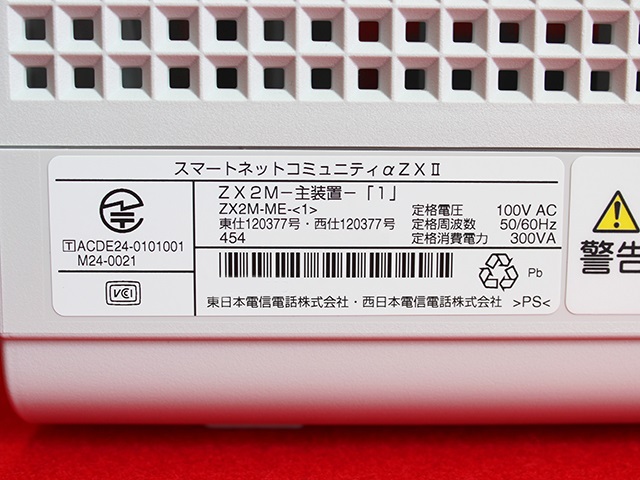 スマートネットコミュニティαZXⅡ
ZX2M－主装置－「1」
ZX2M-ME-<1>
東仕120377号・西仕120377号
454
定格電圧 100V AC
定格周波数 50/60Hz
定格消費電力 300VA
T ACDE24-0101001
M24-0021
VCI
Pb
東日本電信電話株式会社・西日本電信電話株式会社 >PS<
警告